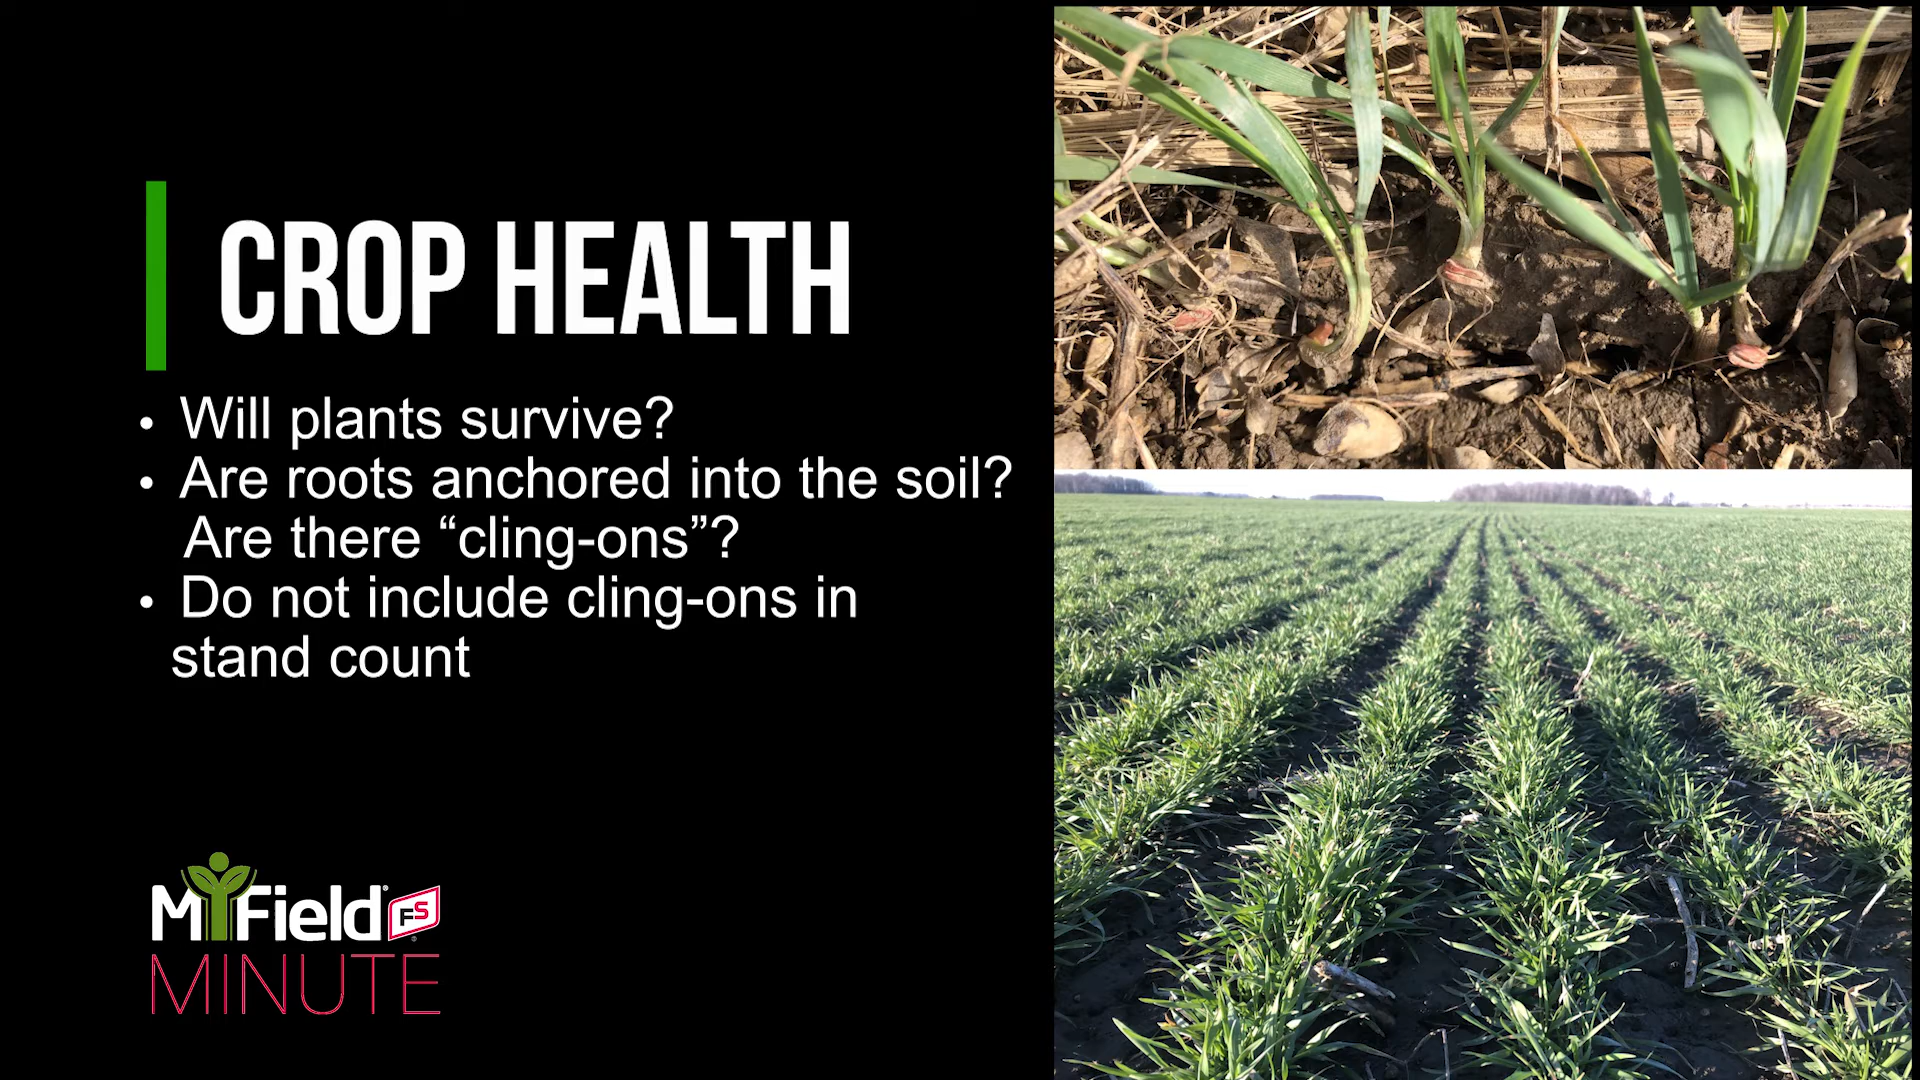 CROP HEALTH
• Will plants survive?
• Are roots anchored into the soil?
Are there “cling-ons”?
• Do not include cling-ons in
stand count
MyField® FS®
MINUTE